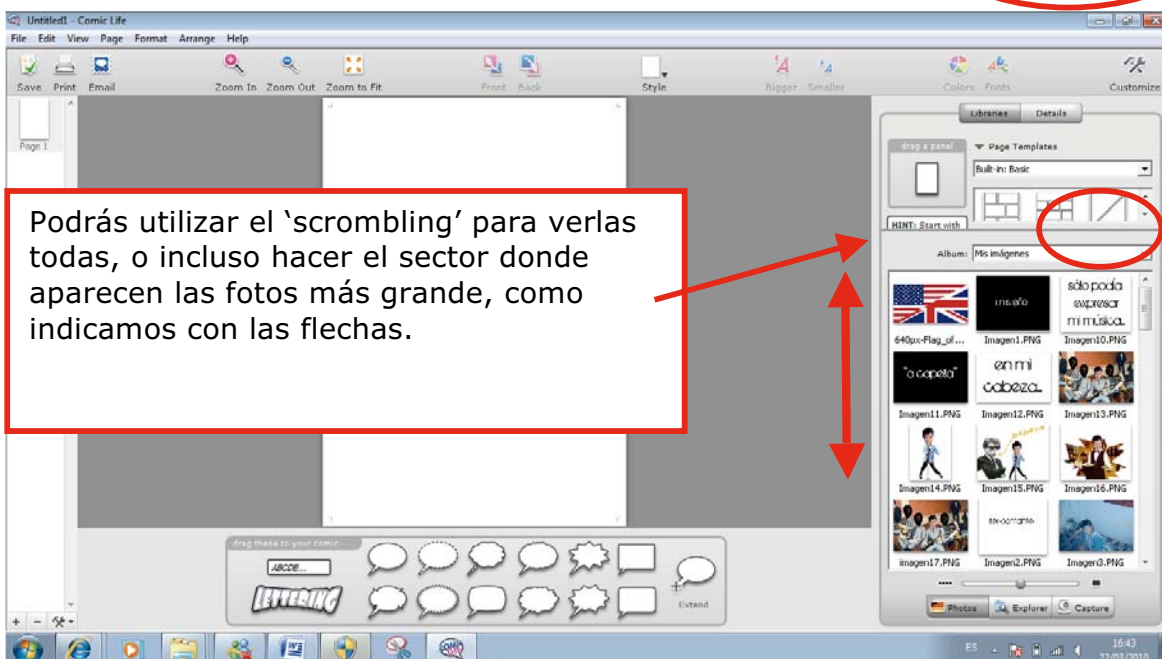 Untitled1 - Comic Life
File Edit View Page Format Arrange Help
Save Print Email Zoom In Zoom Out Zoom to Fit Front Back Style Bigger Smaller Colors Fonts Customize
Page 1
Libraries Details
drag a panel
Page Templates
Built-in: Basic
HINT: Start with
Album: Mis imágenes
Podrás utilizar el ‘scrombling’ para verlas
todas, o incluso hacer el sector donde
aparecen las fotos más grande, como
indicamos con las flechas.
sólo podía
expresar
mi música.
640px-Flag_of... Imagen1.PNG Imagen10.PNG
"a capela"
en mi
cabeza.
Imagen11.PNG Imagen12.PNG Imagen13.PNG
Imagen14.PNG Imagen15.PNG Imagen16.PNG
imagen17.PNG Imagen2.PNG Imagen3.PNG
drag these to your comic
ABCDE...
LETTERING
Extend
Photos Explorer Capture
ES
16:43
22/03/2010